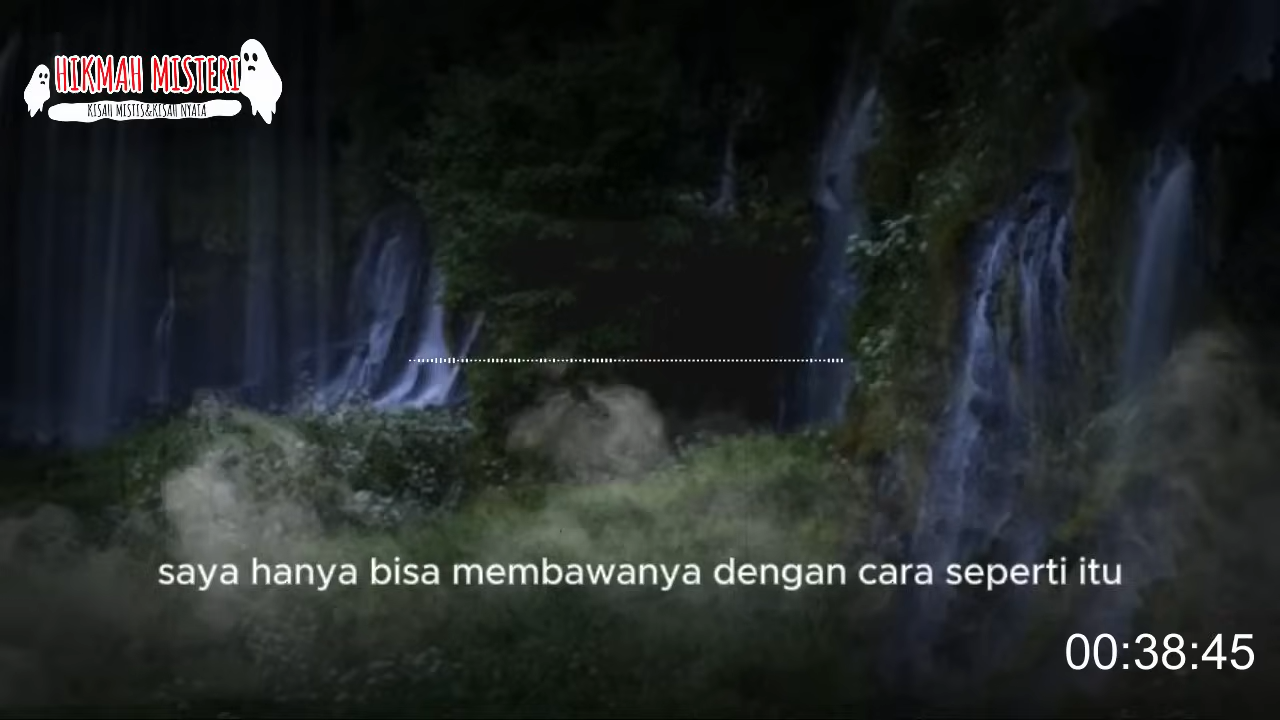 HIKMAH MISTERI
KISAH MISTIS&KISAH NYATA
saya hanya bisa membawanya dengan cara seperti itu
00:38:45